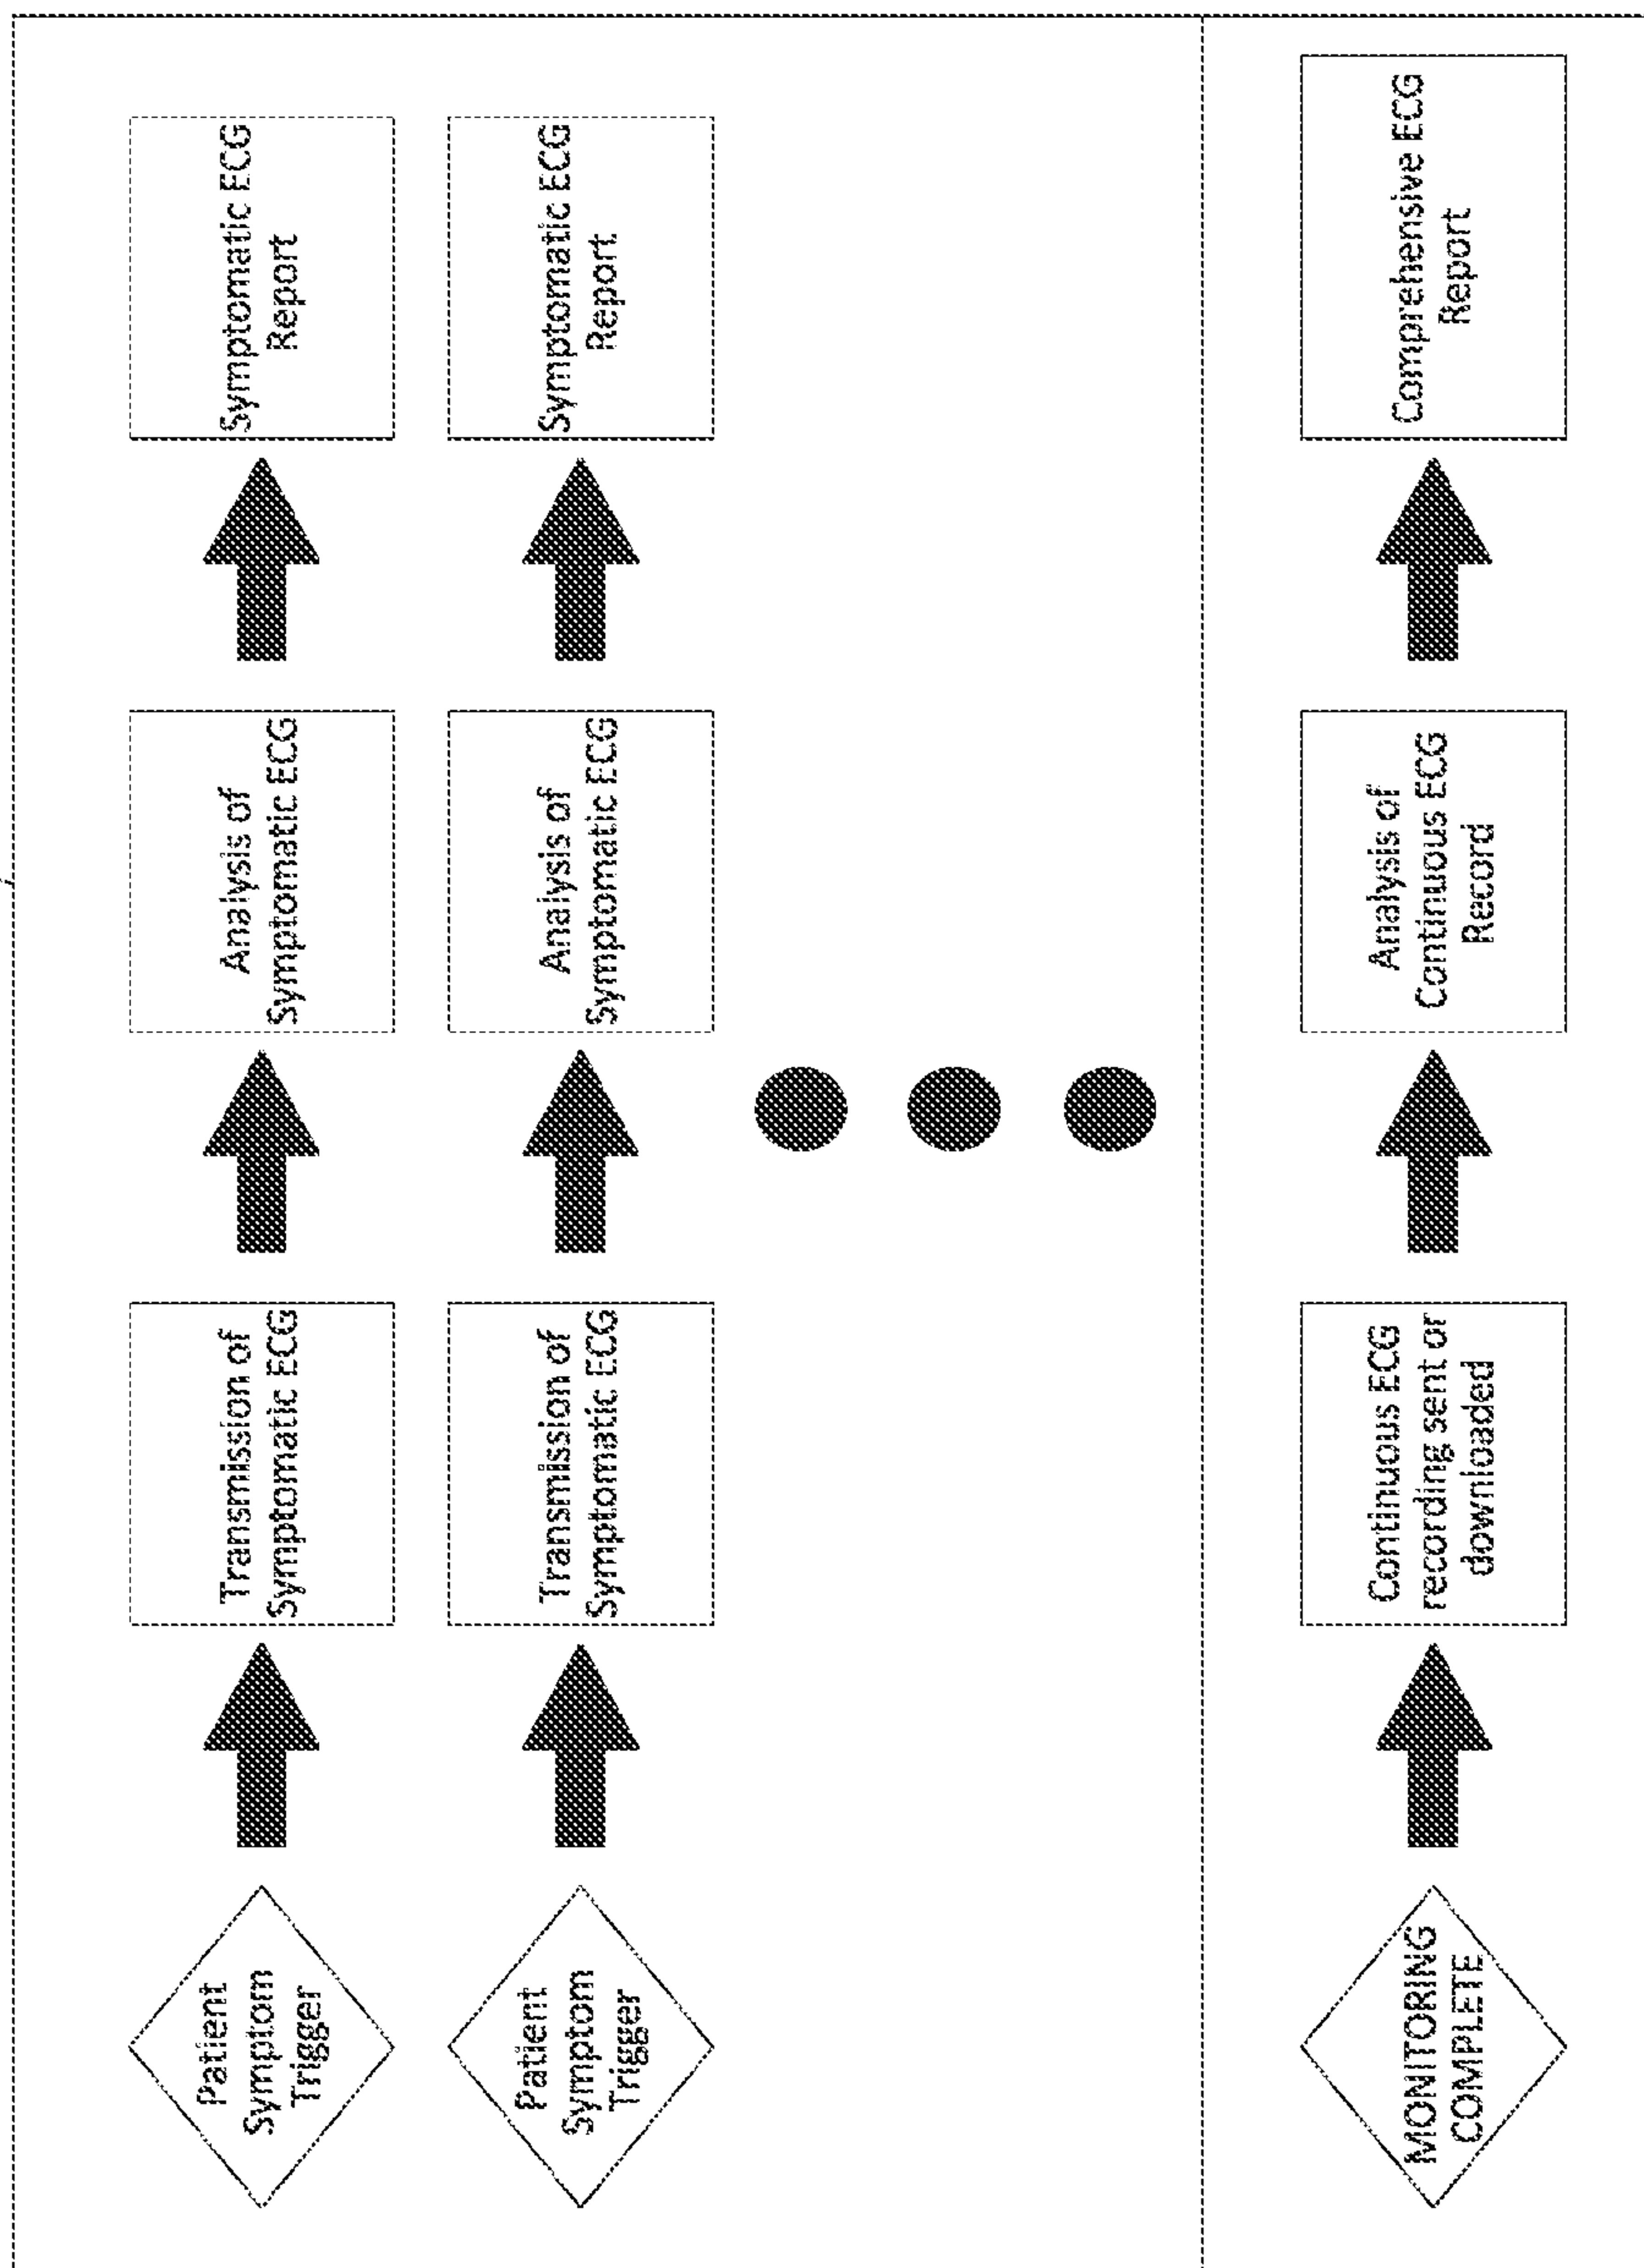 Patient
Symptom
Trigger
Transmission of
Symptomatic ECG
Analysis of
Symptomatic ECG
Symptomatic ECG
Report
Patient
Symptom
Trigger
Transmission of
Symptomatic ECG
Analysis of
Symptomatic ECG
Symptomatic ECG
Report
MONITORING
COMPLETE
Continuous ECG
recording sent or
downloaded
Analysis of
Continuous ECG
Record
Comprehensive ECG
Report